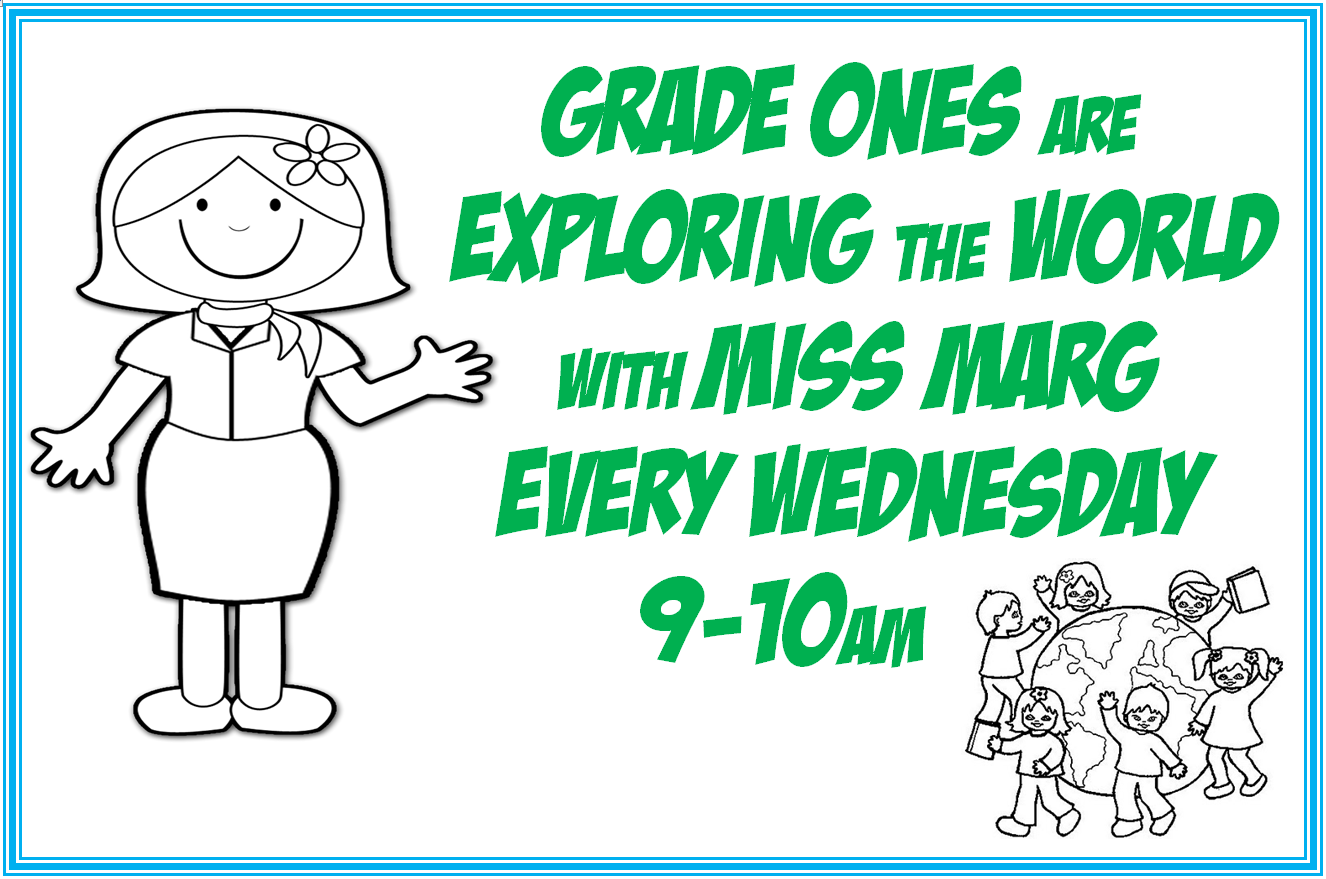 GRADE ONES ARE
EXPLORING THE WORLD
WITH MISS MARG
EVERY WEDNESDAY
9-10AM